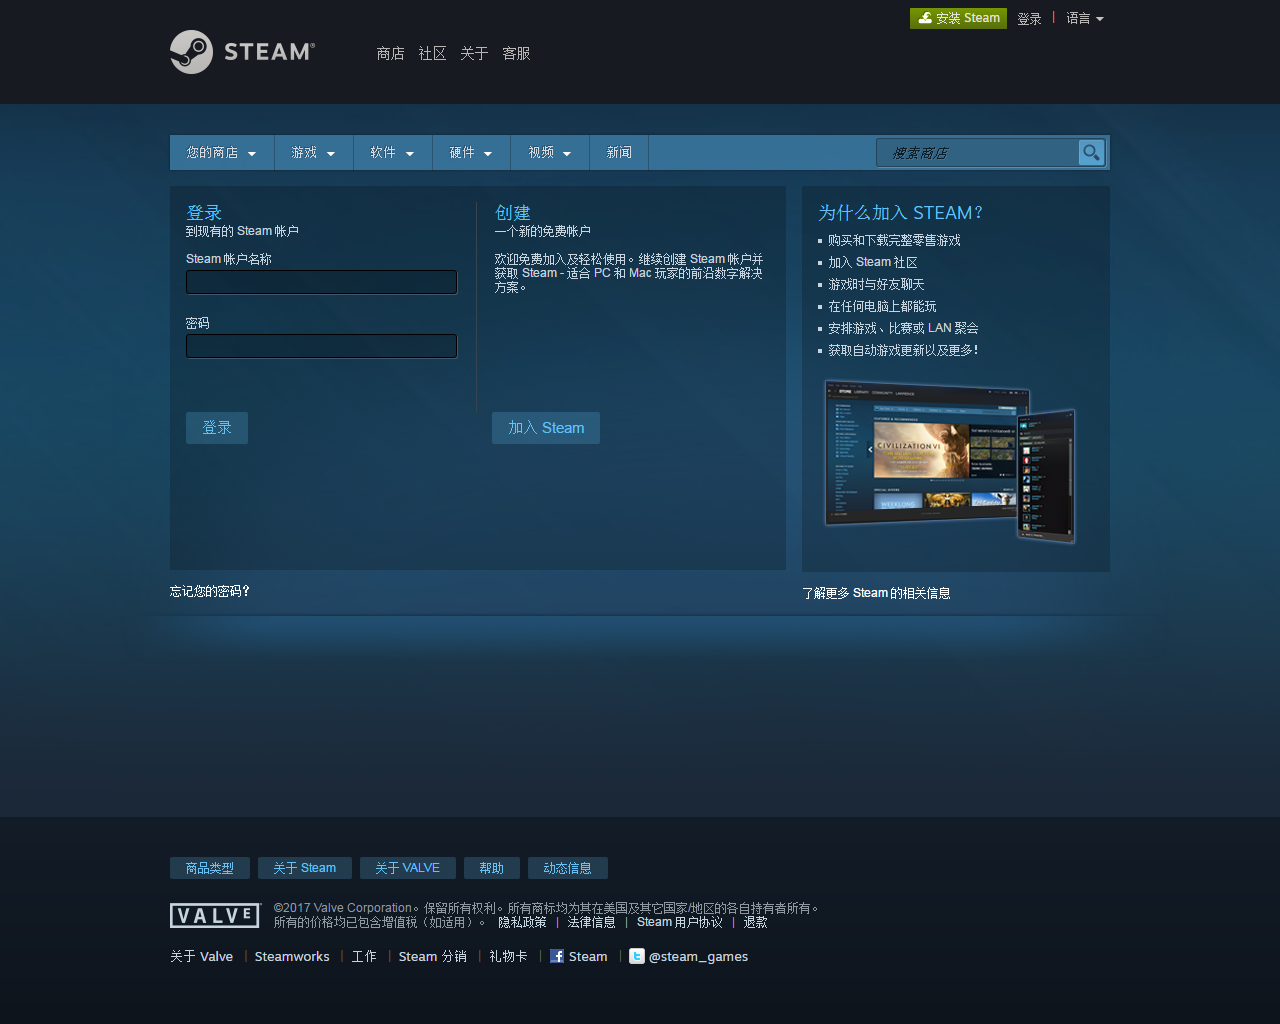 安装 Steam 登录 | 语言
STEAM®
商店 社区 关于 客服
您的商店 游戏 软件 硬件 视频 新闻 搜索商店
登录
到现有的 Steam 帐户
Steam 帐户名称
密码
登录
创建
一个新的免费帐户
欢迎免费加入及轻松使用。继续创建 Steam 帐户并
获取 Steam - 适合 PC 和 Mac 玩家的前沿数字解决
方案。
加入 Steam
为什么加入 STEAM？
购买和下载完整零售游戏
加入 Steam 社区
游戏时与好友聊天
在任何电脑上都能玩
安排游戏、比赛或 LAN 聚会
获取自动游戏更新以及更多！
STORE LIBRARY COMMUNITY
CIVILIZATION VI
忘记您的密码？
了解更多 Steam 的相关信息
商品类型 关于 Steam 关于 VALVE 帮助 动态信息
VALVE
©2017 Valve Corporation。保留所有权利。所有商标均为其在美国及其它国家/地区的各自持有者所有。
所有的价格均已包含增值税（如适用）。 隐私政策 | 法律信息 | Steam 用户协议 | 退款
关于 Valve | Steamworks | 工作 | Steam 分销 | 礼物卡 | Steam | @steam_games